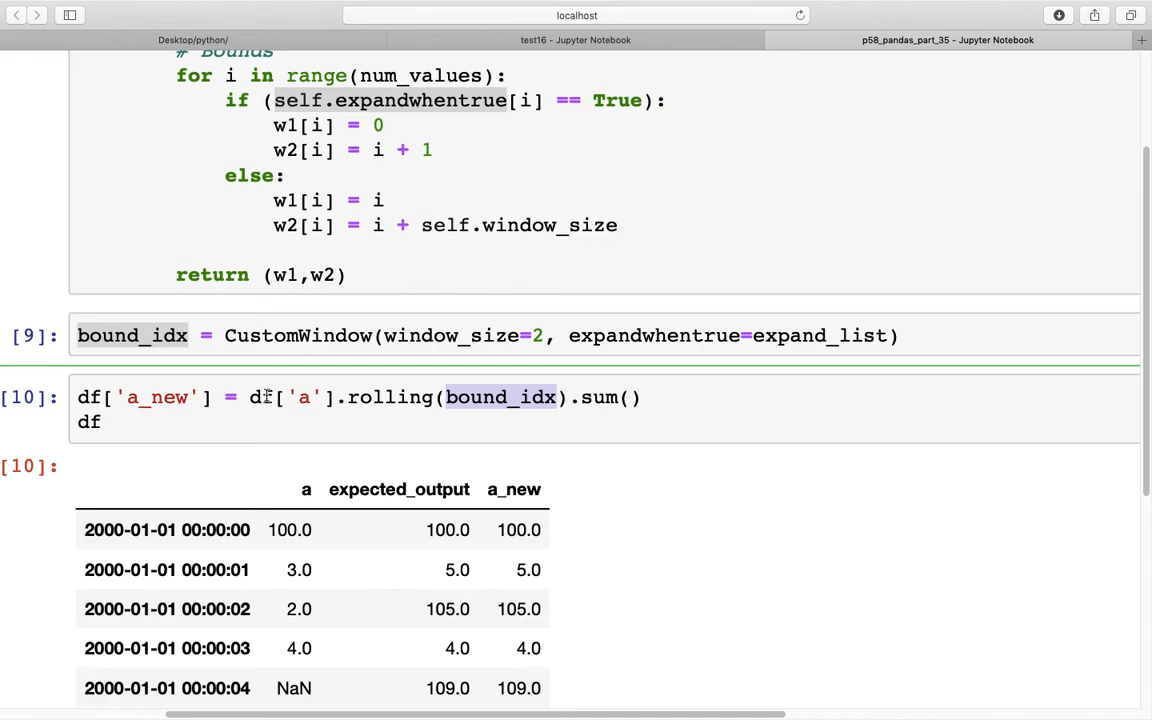 localhost
Desktop/python/
test16 - Jupyter Notebook
p58_pandas_part_35 - Jupyter Notebook
# Bounds
for i in range(num_values):
if (self.expandwhentrue[i] == True):
w1[i] = 0
w2[i] = i + 1
else:
w1[i] = i
w2[i] = i + self.window_size
return (w1,w2)
[9]: bound_idx = CustomWindow(window_size=2, expandwhentrue=expand_list)
[10]: df['a_new'] = df['a'].rolling(bound_idx).sum()
df
[10]:
a expected_output a_new
2000-01-01 00:00:00 100.0 100.0 100.0
2000-01-01 00:00:01 3.0 5.0 5.0
2000-01-01 00:00:02 2.0 105.0 105.0
2000-01-01 00:00:03 4.0 4.0 4.0
2000-01-01 00:00:04 NaN 109.0 109.0